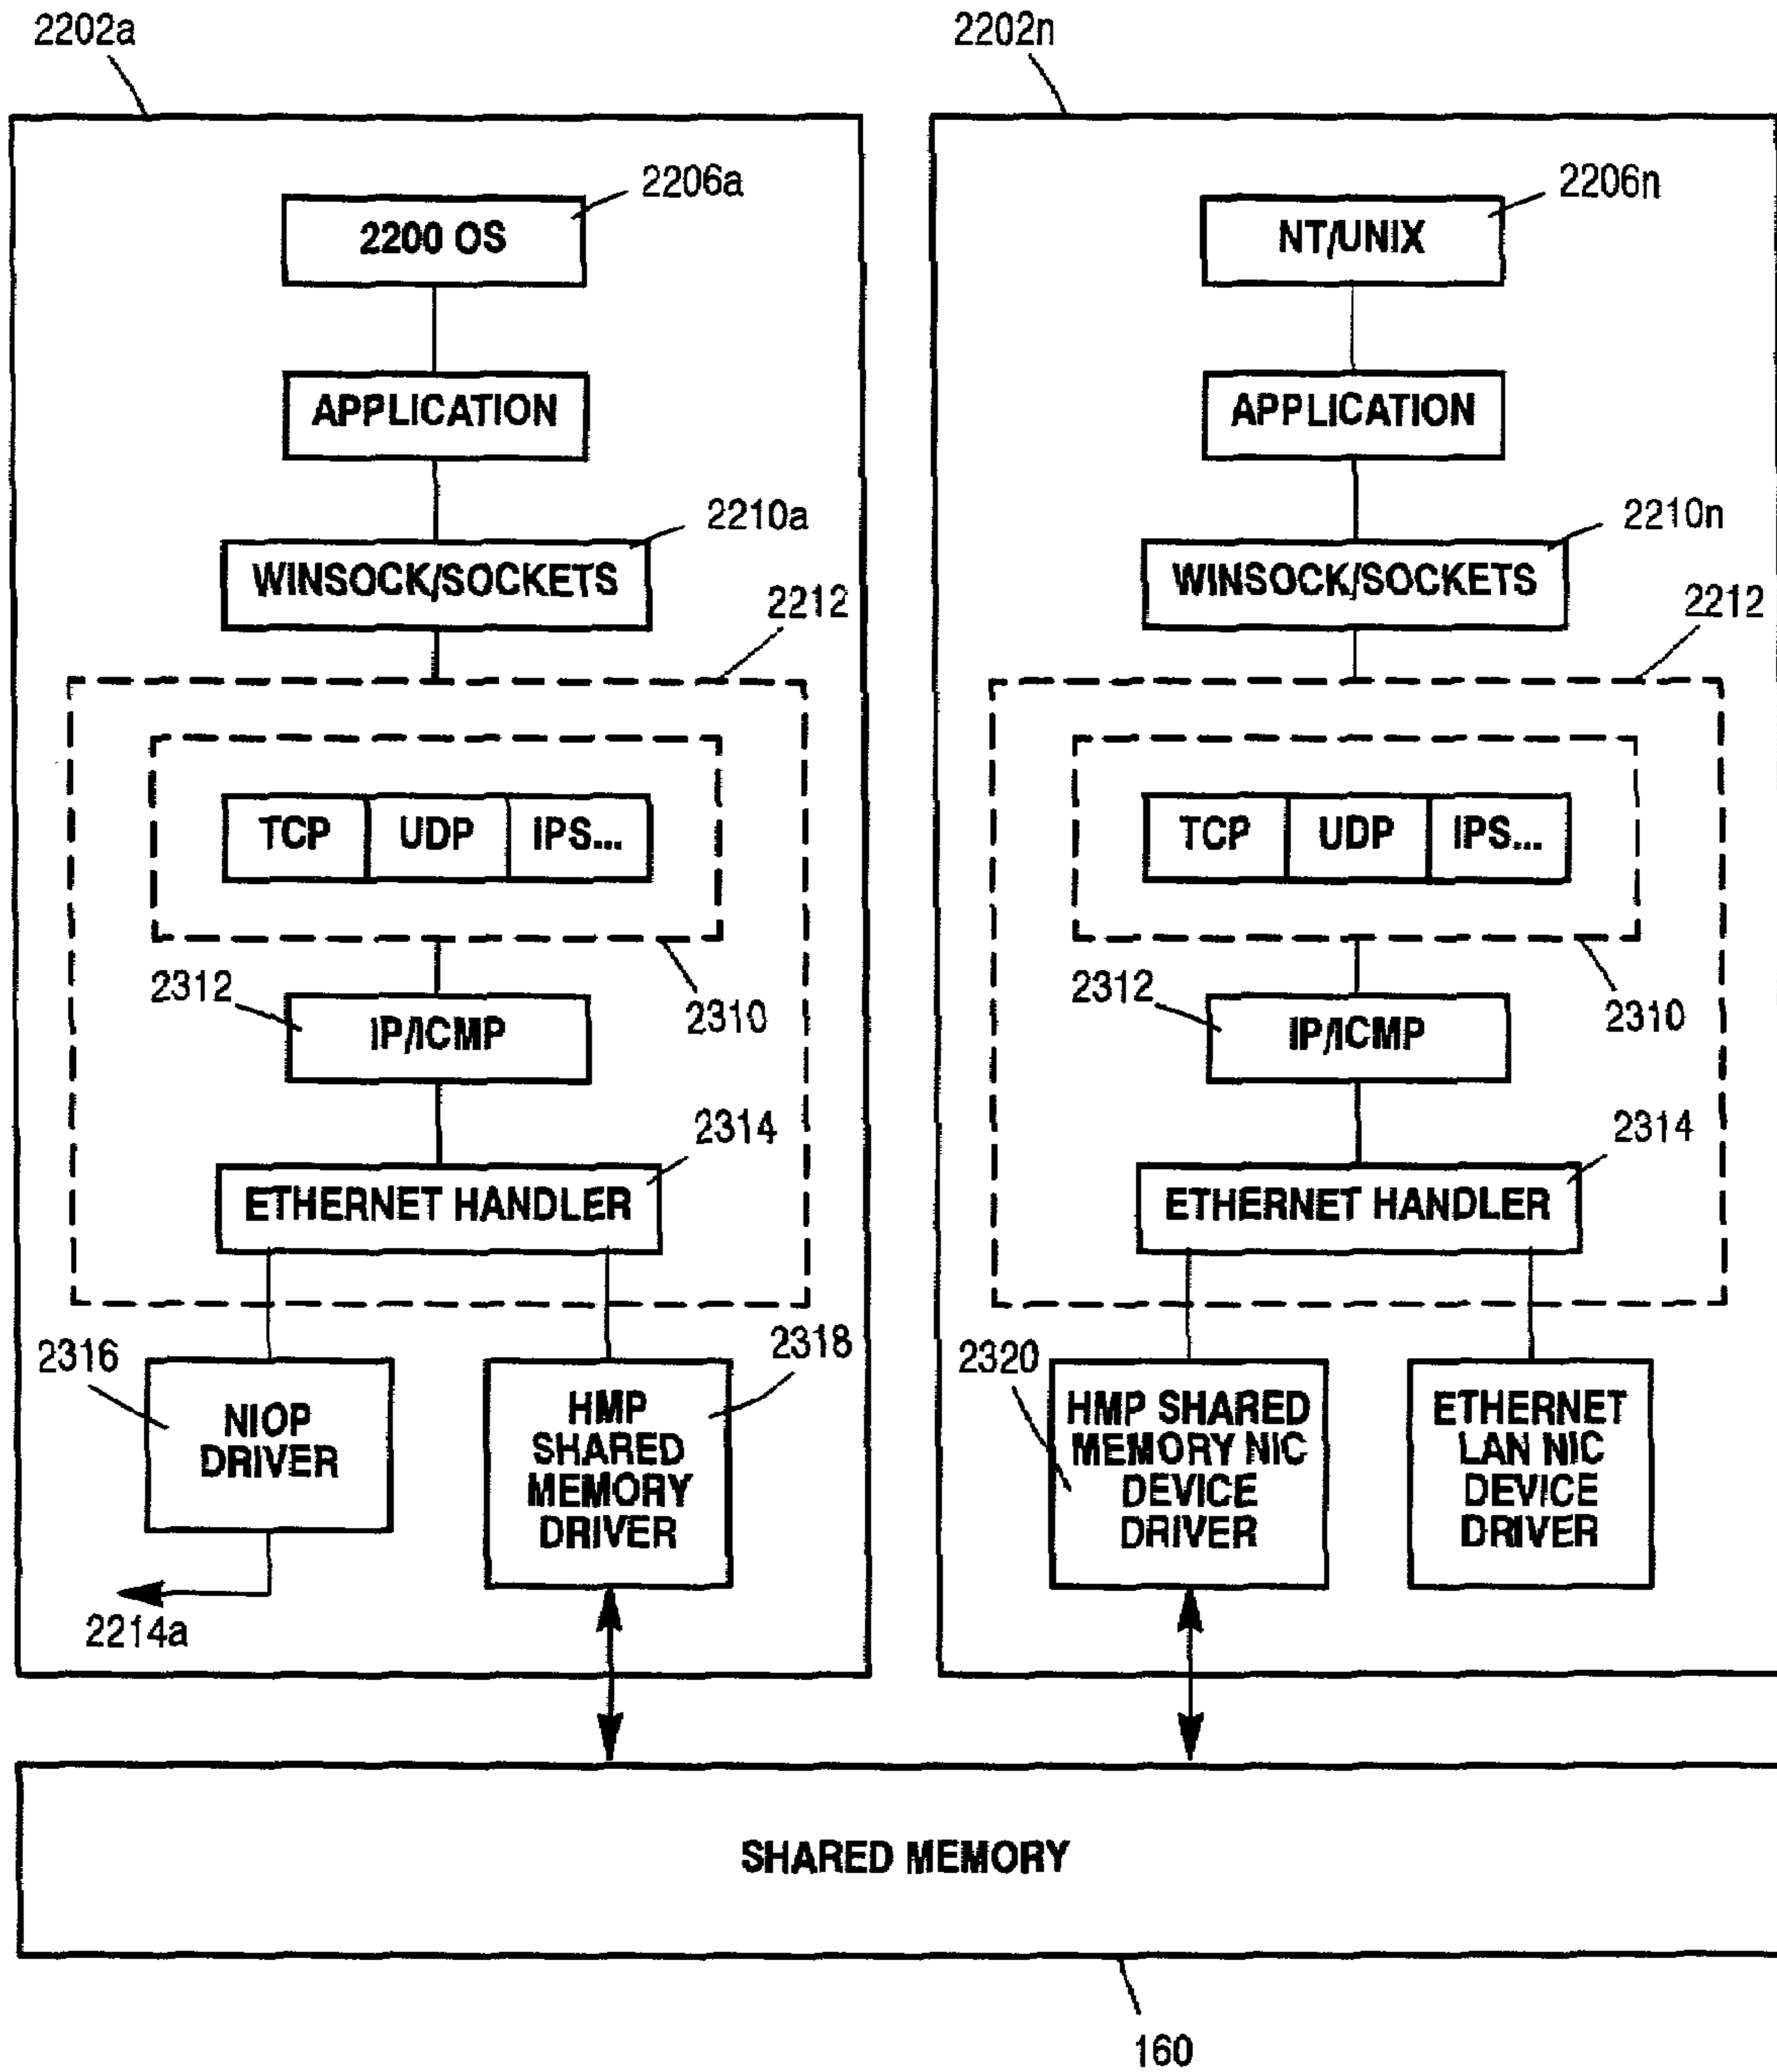 2202a
2206a
2200 OS
APPLICATION
2210a
WINSOCK/SOCKETS
2212
TCP UDP IPS...
2312
IP/ICMP
2310
2314
ETHERNET HANDLER
2316
NIOP
DRIVER
2318
HMP
SHARED
MEMORY
DRIVER
2214a
2202n
2206n
NT/UNIX
APPLICATION
2210n
WINSOCK/SOCKETS
2212
TCP UDP IPS...
2312
IP/ICMP
2310
2314
ETHERNET HANDLER
2320
HMP SHARED
MEMORY NIC
DEVICE
DRIVER
ETHERNET
LAN NIC
DEVICE
DRIVER
SHARED MEMORY
160